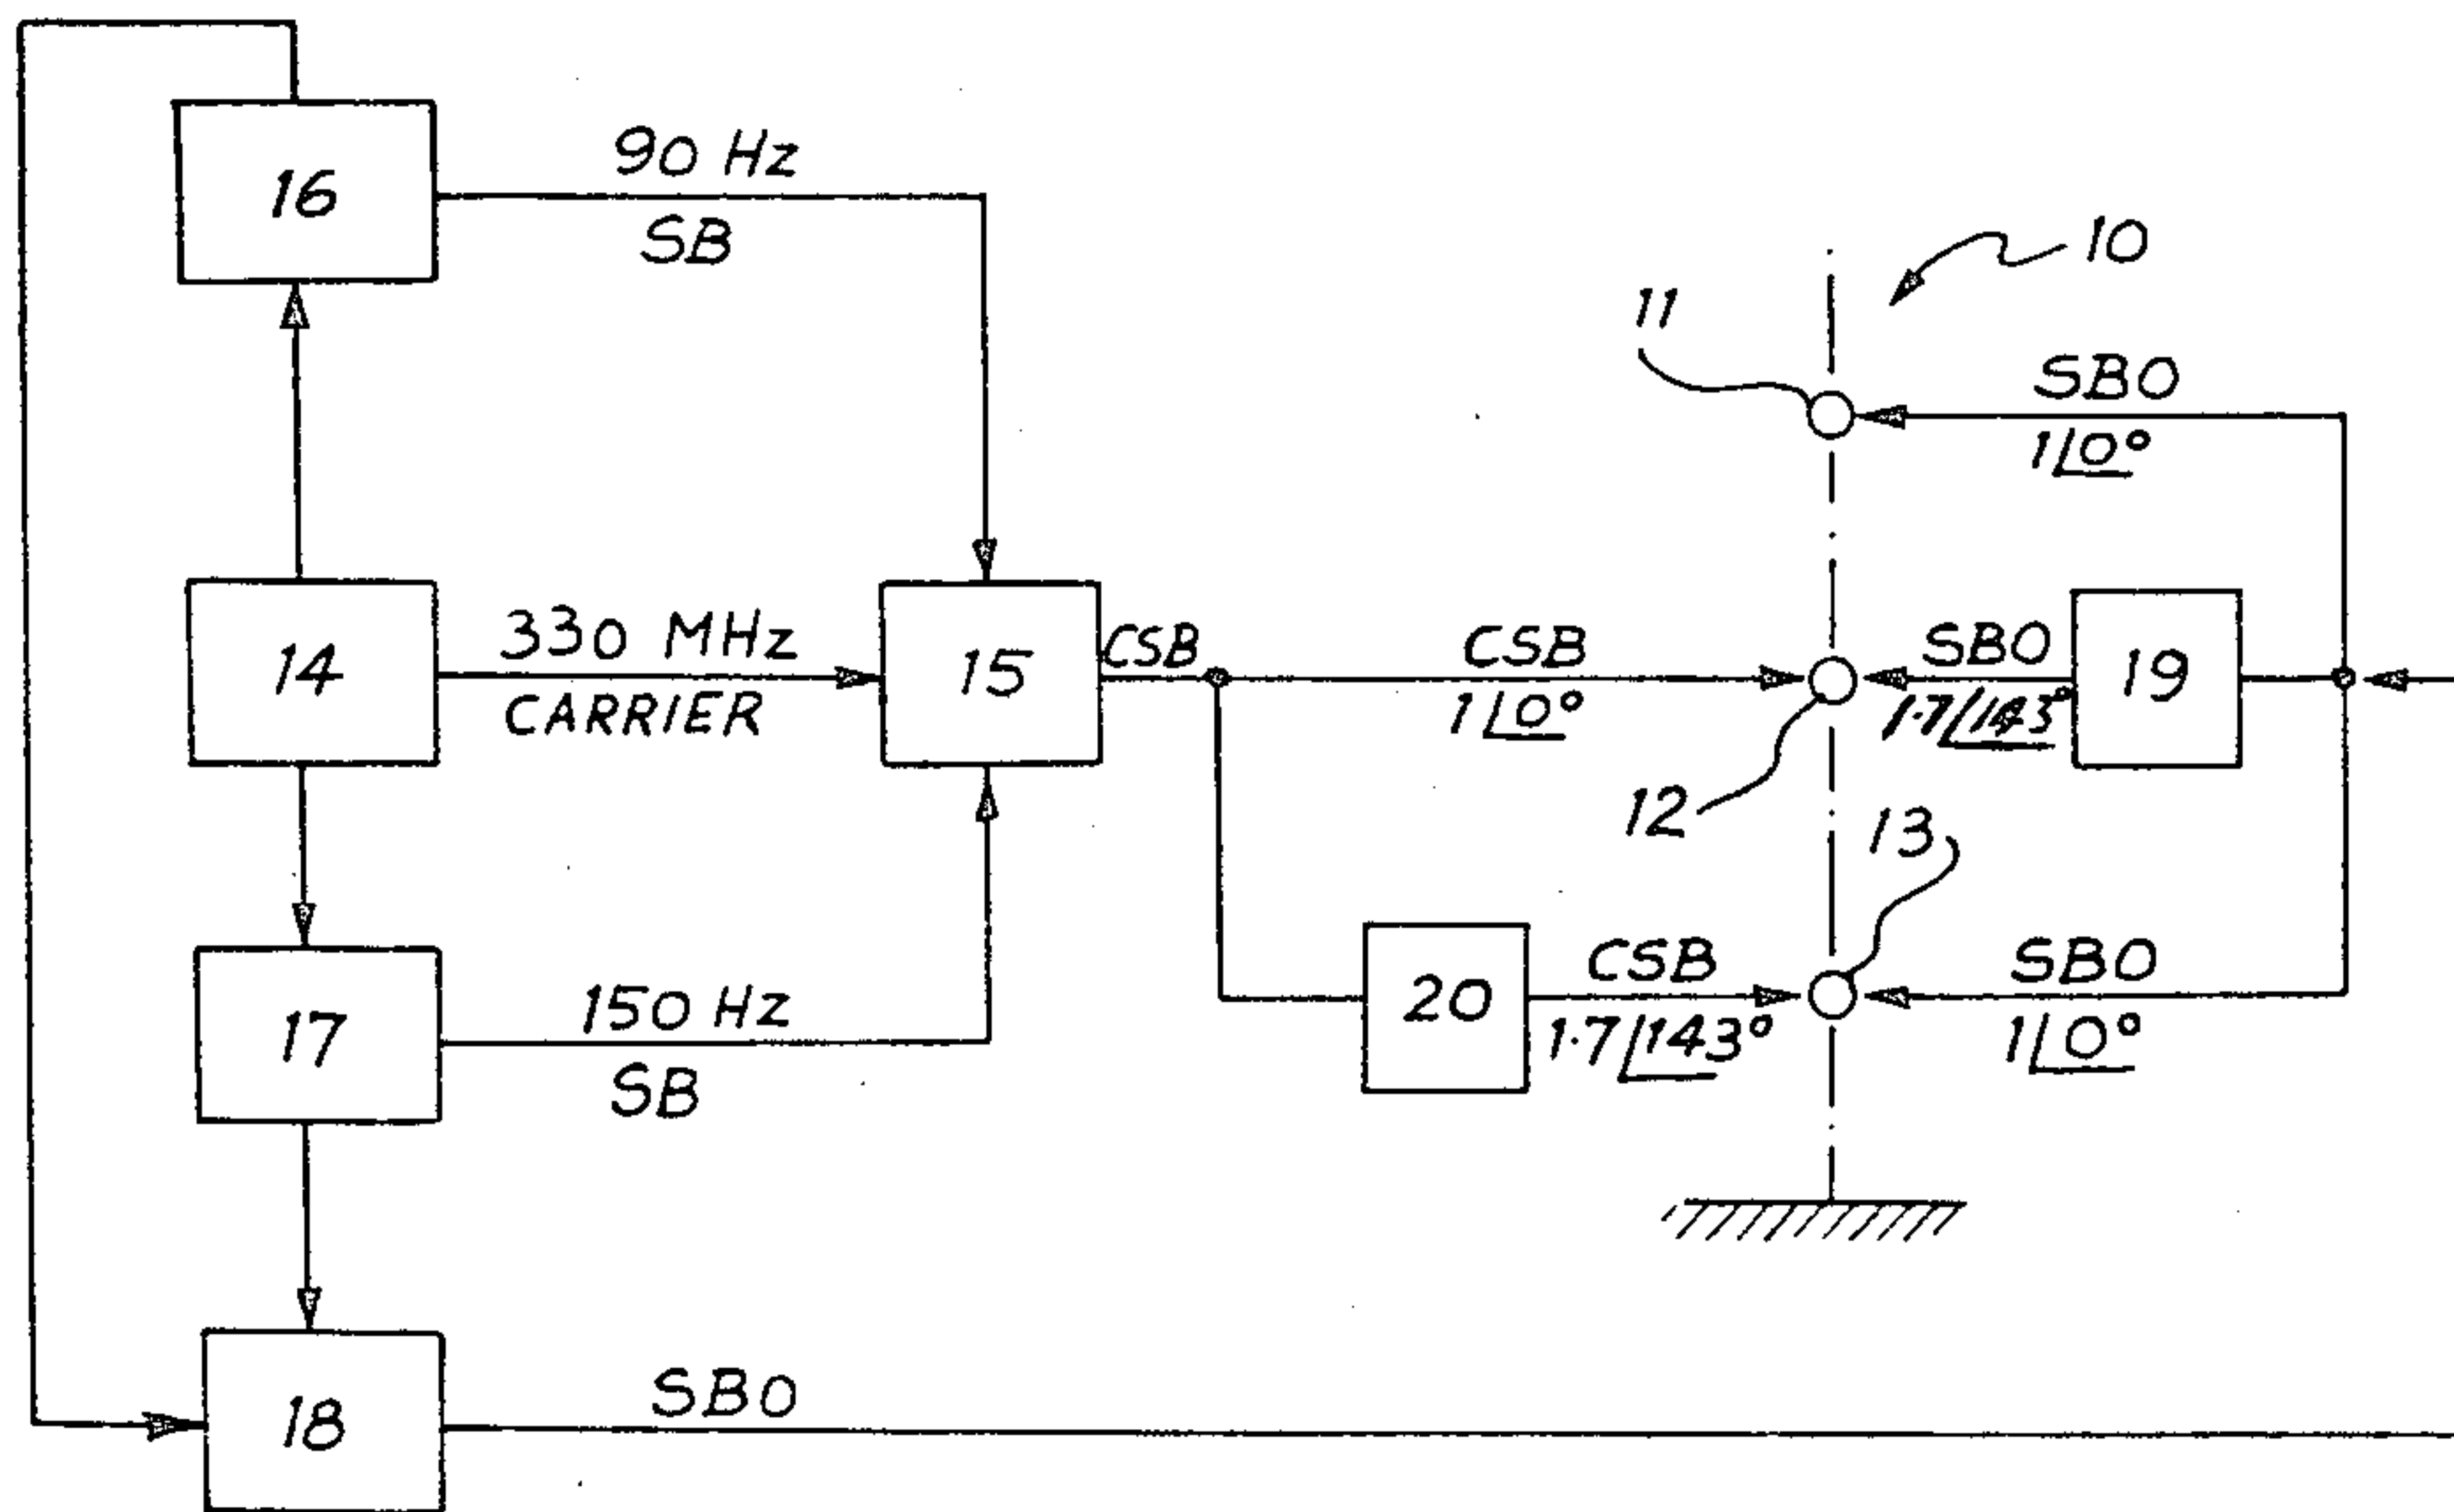 16
90 Hz
SB
10
11
SBO
1∠0°
14
330 MHz
CARRIER
15
CSB
CSB
1∠0°
SBO
1.7∠143°
19
12
13
17
150 Hz
SB
20
CSB
1.7∠143°
SBO
1∠0°
18
SBO